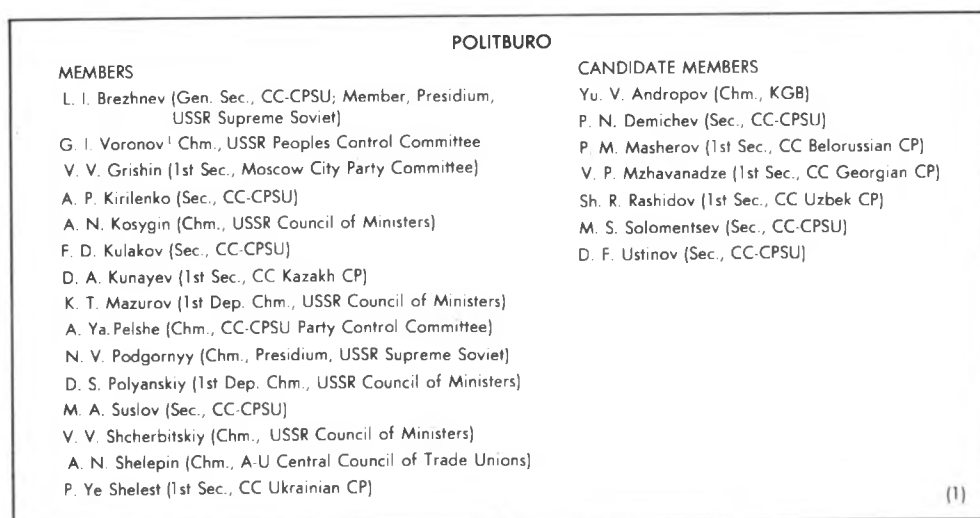 POLITBURO
MEMBERS
L. I. Brezhnev (Gen. Sec., CC-CPSU; Member, Presidium,
USSR Supreme Soviet)
G. I. Voronov ¹ Chm., USSR Peoples Control Committee
V. V. Grishin (1st Sec., Moscow City Party Committee)
A. P. Kirilenko (Sec., CC-CPSU)
A. N. Kosygin (Chm., USSR Council of Ministers)
F. D. Kulakov (Sec., CC-CPSU)
D. A. Kunayev (1st Sec., CC Kazakh CP)
K. T. Mazurov (1st Dep. Chm., USSR Council of Ministers)
A. Ya. Pelshe (Chm., CC-CPSU Party Control Committee)
N. V. Podgornyy (Chm., Presidium, USSR Supreme Soviet)
D. S. Polyanskiy (1st Dep. Chm., USSR Council of Ministers)
M. A. Suslov (Sec., CC-CPSU)
V. V. Shcherbitskiy (Chm., USSR Council of Ministers)
A. N. Shelepin (Chm., A-U Central Council of Trade Unions)
P. Ye Shelest (1st Sec., CC Ukrainian CP)
CANDIDATE MEMBERS
Yu. V. Andropov (Chm., KGB)
P. N. Demichev (Sec., CC-CPSU)
P. M. Masherov (1st Sec., CC Belorussian CP)
V. P. Mzhavanadze (1st Sec., CC Georgian CP)
Sh. R. Rashidov (1st Sec., CC Uzbek CP)
M. S. Solomentsev (Sec., CC-CPSU)
D. F. Ustinov (Sec., CC-CPSU)
(1)